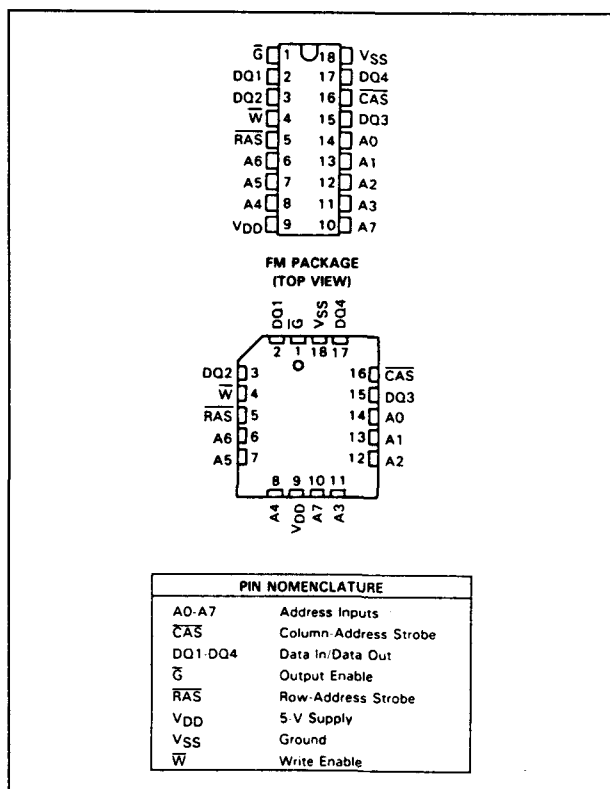 G̅ 1 18 VSS
DQ1 2 17 DQ4
DQ2 3 16 C̅A̅S̅
W̅ 4 15 DQ3
R̅A̅S̅ 5 14 A0
A6 6 13 A1
A5 7 12 A2
A4 8 11 A3
VDD 9 10 A7
FM PACKAGE
(TOP VIEW)
DQ1 G̅ VSS DQ4
2 1 18 17
DQ2 3 16 C̅A̅S̅
W̅ 4 15 DQ3
R̅A̅S̅ 5 14 A0
A6 6 13 A1
A5 7 12 A2
8 9 10 11
A4 VDD A7 A3
PIN NOMENCLATURE
A0-A7 Address Inputs
C̅A̅S̅ Column-Address Strobe
DQ1-DQ4 Data In/Data Out
G̅ Output Enable
R̅A̅S̅ Row-Address Strobe
VDD 5-V Supply
VSS Ground
W̅ Write Enable